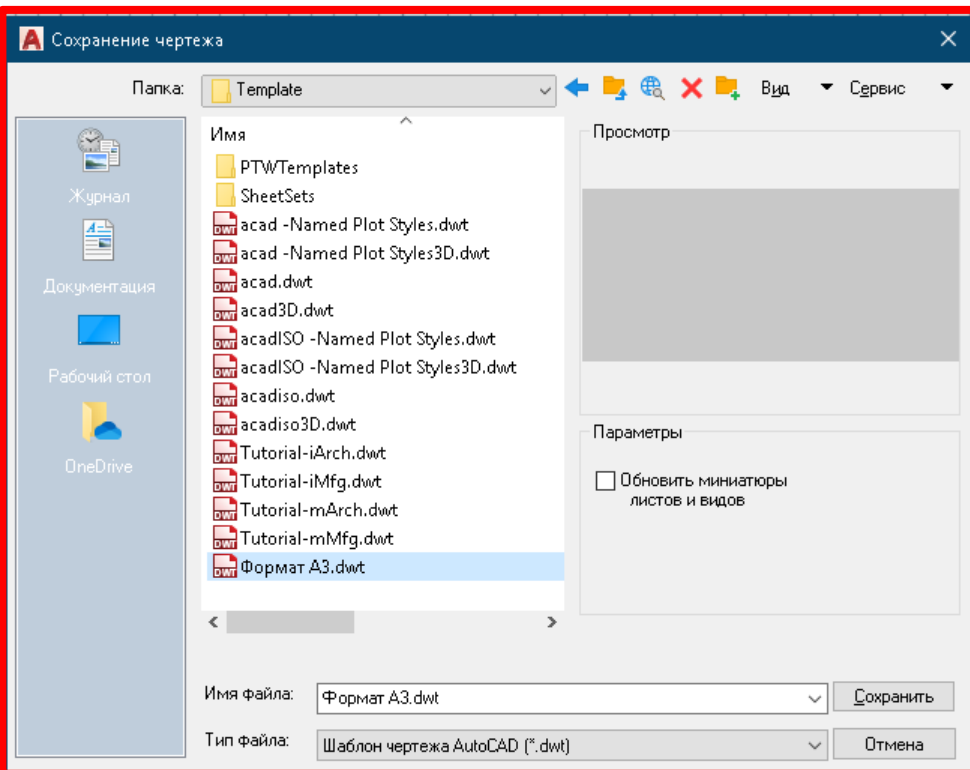 Сохранение чертежа
Папка: Template Вид Сервис
Журнал
Документация
Рабочий стол
OneDrive
Имя
PTWTemplates
SheetSets
acad -Named Plot Styles.dwt
acad -Named Plot Styles3D.dwt
acad.dwt
acad3D.dwt
acadISO -Named Plot Styles.dwt
acadISO -Named Plot Styles3D.dwt
acadiso.dwt
acadiso3D.dwt
Tutorial-iArch.dwt
Tutorial-iMfg.dwt
Tutorial-mArch.dwt
Tutorial-mMfg.dwt
Формат А3.dwt
Просмотр
Параметры
Обновить миниатюры
листов и видов
Имя файла: Формат А3.dwt Сохранить
Тип файла: Шаблон чертежа AutoCAD (*.dwt) Отмена